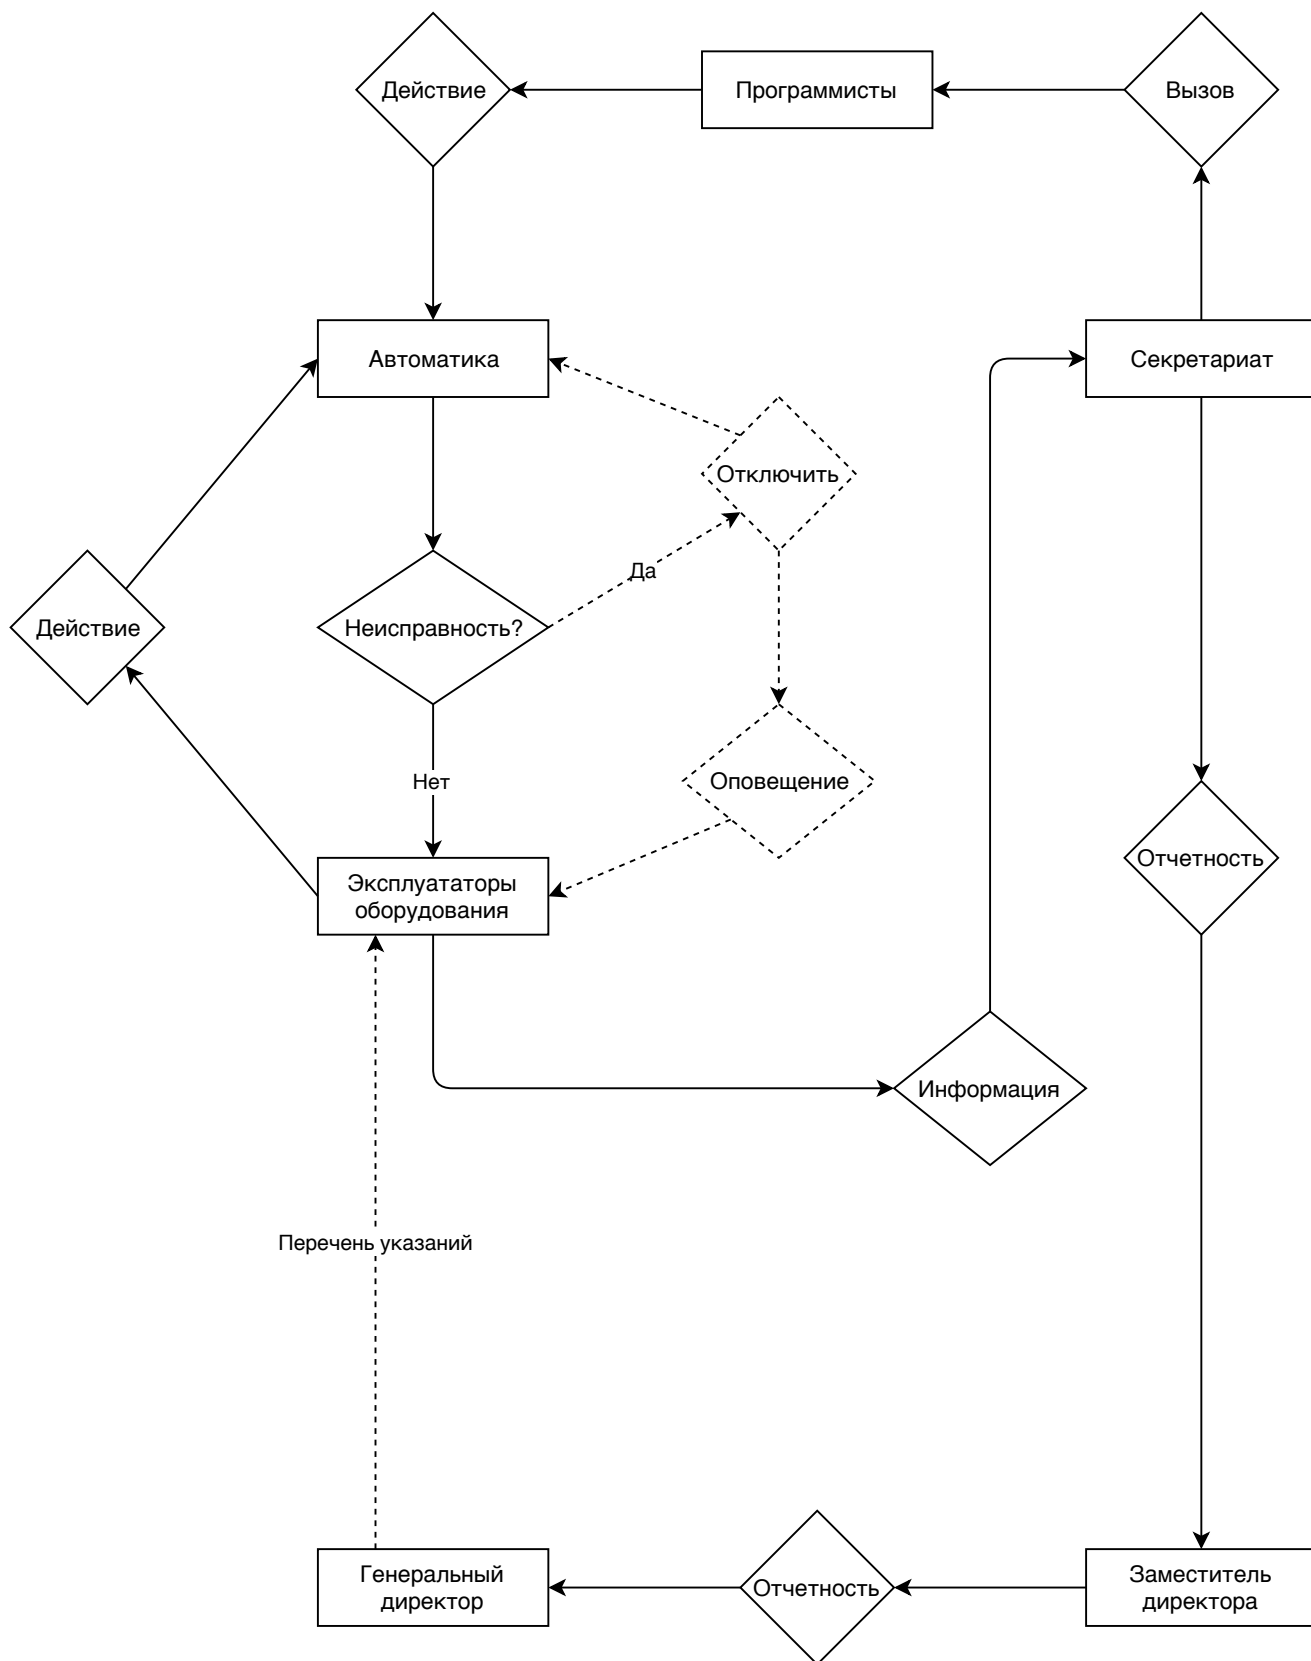 Действие
Программисты
Вызов
Автоматика
Секретариат
Отключить
Да
Действие
Неисправность?
Нет
Оповещение
Отчетность
Эксплуататоры
оборудования
Информация
Перечень указаний
Генеральный
директор
Отчетность
Заместитель
директора